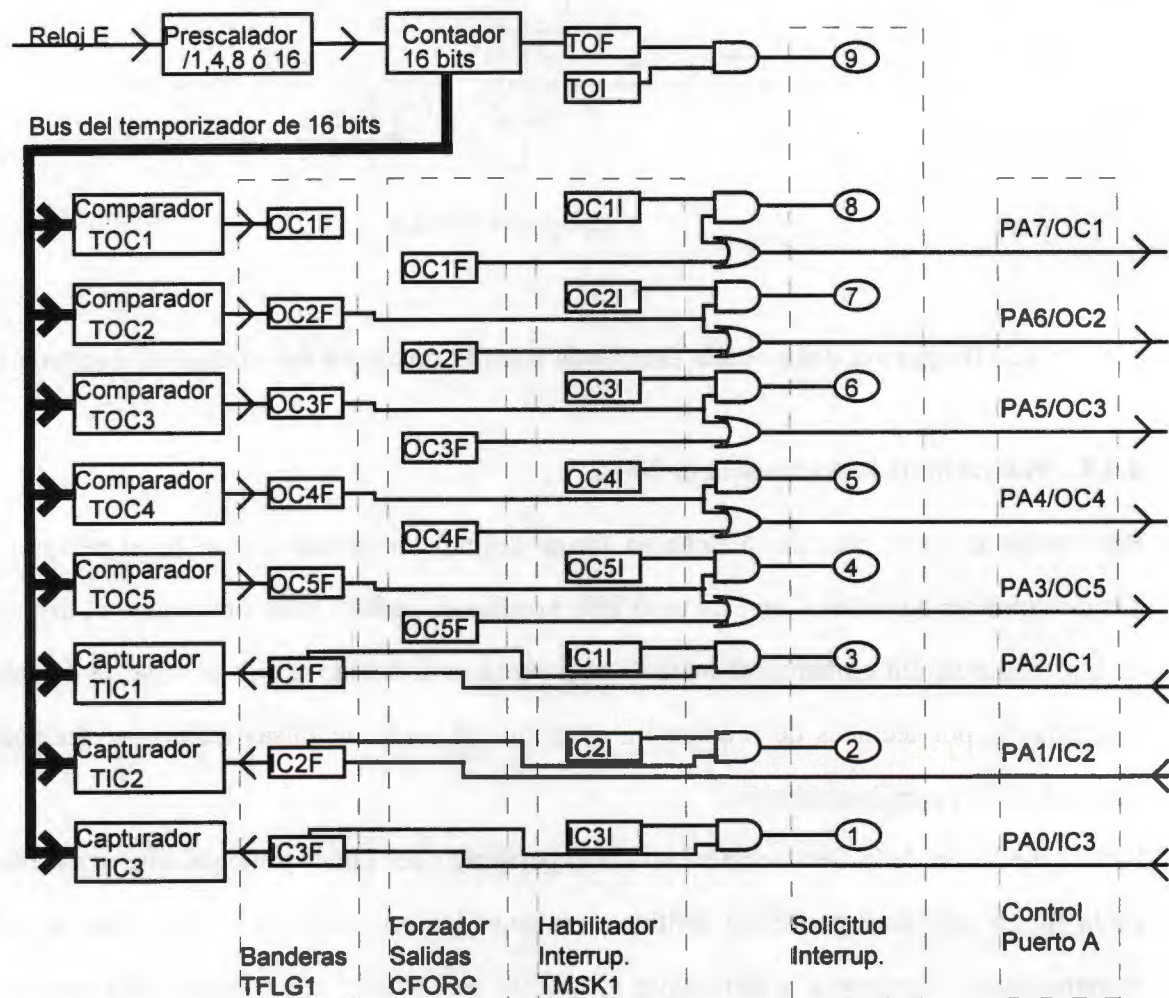 Reloj E
Prescalador
/1,4,8 ó 16
Contador
16 bits
TOF
TOI
9
Bus del temporizador de 16 bits
Comparador
TOC1
OC1F
OC1I
8
PA7/OC1
OC1F
Comparador
TOC2
OC2F
OC2I
7
PA6/OC2
OC2F
Comparador
TOC3
OC3F
OC3I
6
PA5/OC3
OC3F
Comparador
TOC4
OC4F
OC4I
5
PA4/OC4
OC4F
Comparador
TOC5
OC5F
OC5I
4
PA3/OC5
OC5F
Capturador
TIC1
IC1F
IC1I
3
PA2/IC1
Capturador
TIC2
IC2F
IC2I
2
PA1/IC2
Capturador
TIC3
IC3F
IC3I
1
PA0/IC3
Banderas
TFLG1
Forzador
Salidas
CFORC
Habilitador
Interrup.
TMSK1
Solicitud
Interrup.
Control
Puerto A